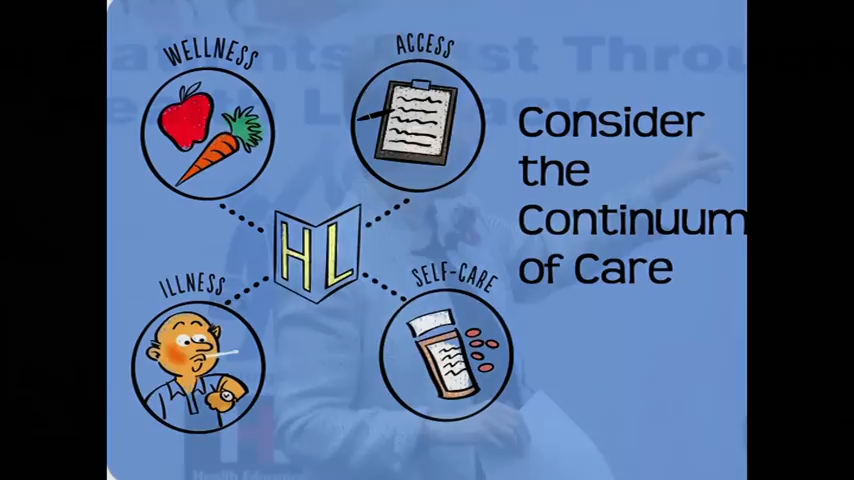 WELLNESS
ACCESS
Consider
the
Continuum
of Care
HL
ILLNESS
SELF-CARE